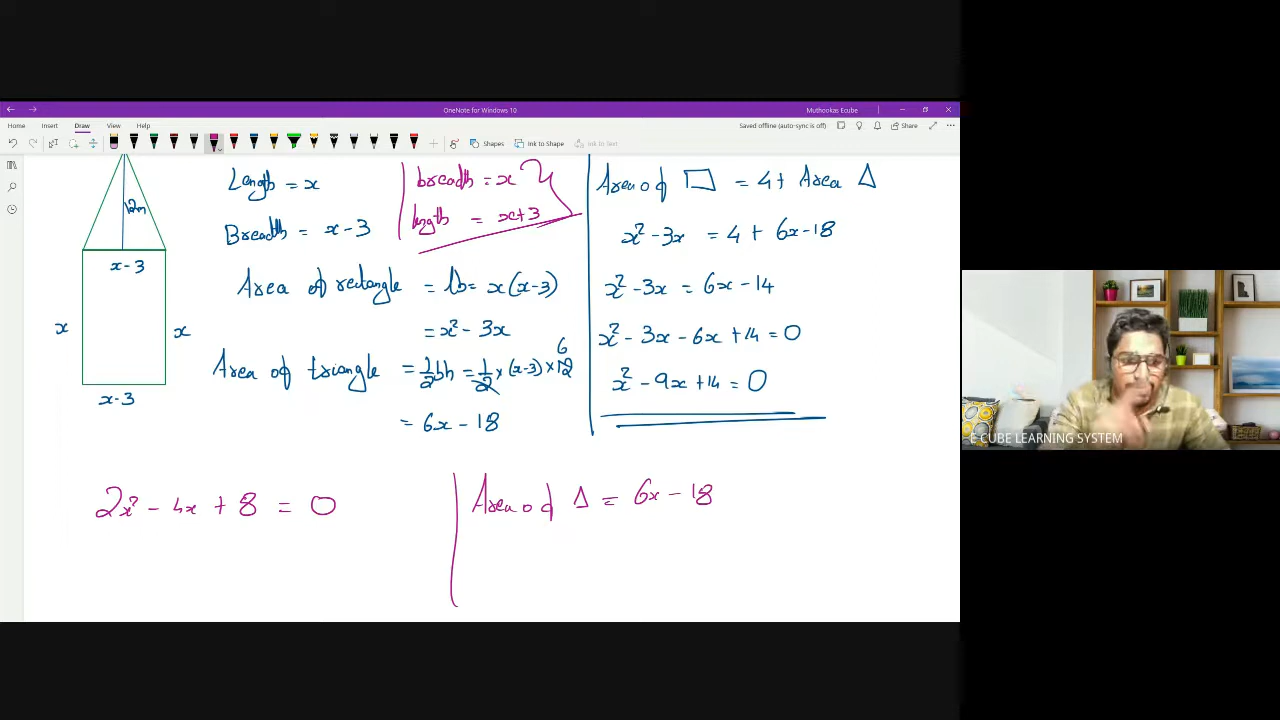 OneNote for Windows 10
Muthookas Ecube
Home Insert Draw View Help
Saved offline (auto-sync is off)
Share
Shapes
Ink to Shape
Ink to Text
12m
x-3
x
x
x-3
Length = x
Breadth = x-3
breadth = x
length = x+3
Area of rectangle = lb = x(x-3)
= x² - 3x
Area of triangle = 1/2 bh = 1/2 × (x-3) × 12 6
= 6x - 18
Area of □ = 4 + Area Δ
x² - 3x = 4 + 6x - 18
x² - 3x = 6x - 14
x² - 3x - 6x + 14 = 0
x² - 9x + 14 = 0
2x² - 4x + 8 = 0
Area of Δ = 6x - 18
E CUBE LEARNING SYSTEM